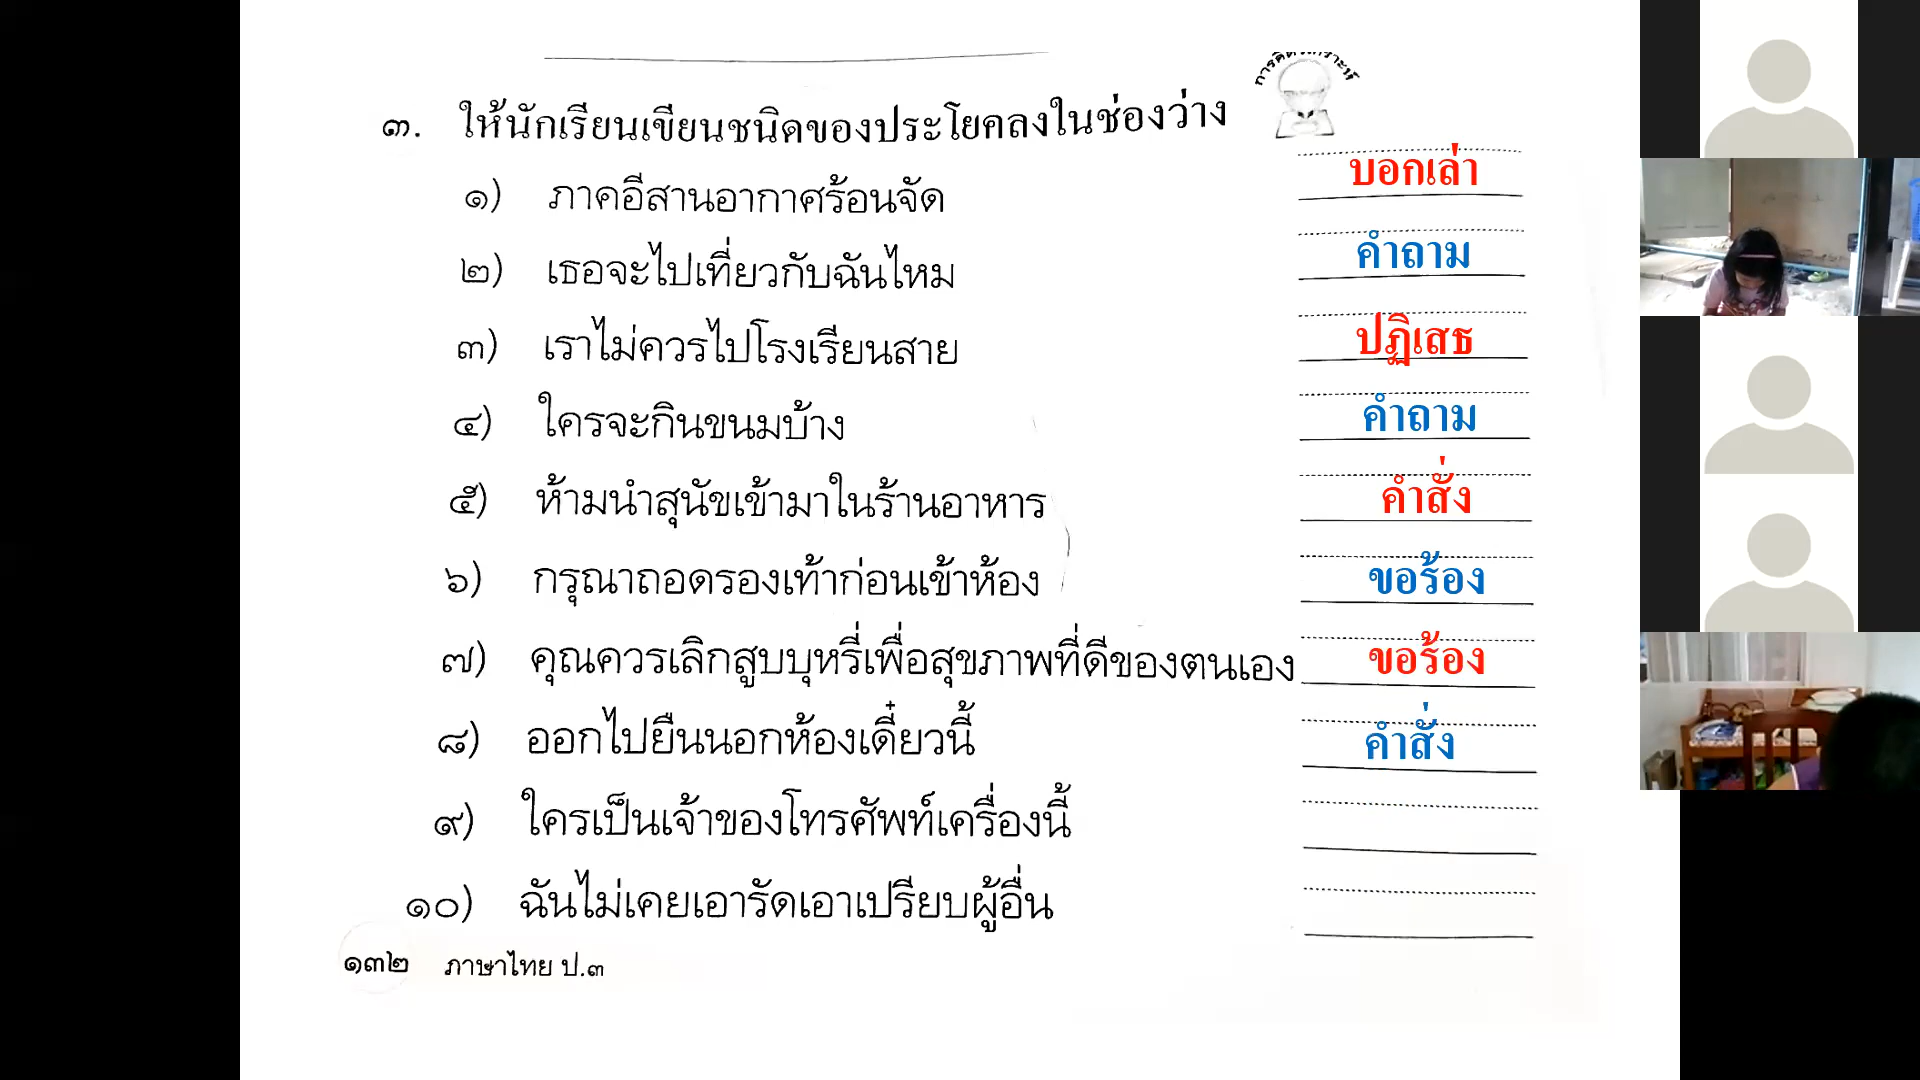 การคิดวิเคราะห์
๓. ให้นักเรียนเขียนชนิดของประโยคลงในช่องว่าง
๑) ภาคอีสานอากาศร้อนจัด บอกเล่า
๒) เธอจะไปเที่ยวกับฉันไหม คำถาม
๓) เราไม่ควรไปโรงเรียนสาย ปฏิเสธ
๔) ใครจะกินขนมบ้าง คำถาม
๕) ห้ามนำสุนัขเข้ามาในร้านอาหาร คำสั่ง
๖) กรุณาถอดรองเท้าก่อนเข้าห้อง ขอร้อง
๗) คุณควรเลิกสูบบุหรี่เพื่อสุขภาพที่ดีของตนเอง ขอร้อง
๘) ออกไปยืนนอกห้องเดี๋ยวนี้ คำสั่ง
๙) ใครเป็นเจ้าของโทรศัพท์เครื่องนี้
๑๐) ฉันไม่เคยเอารัดเอาเปรียบผู้อื่น
๑๓๒ ภาษาไทย ป.๓